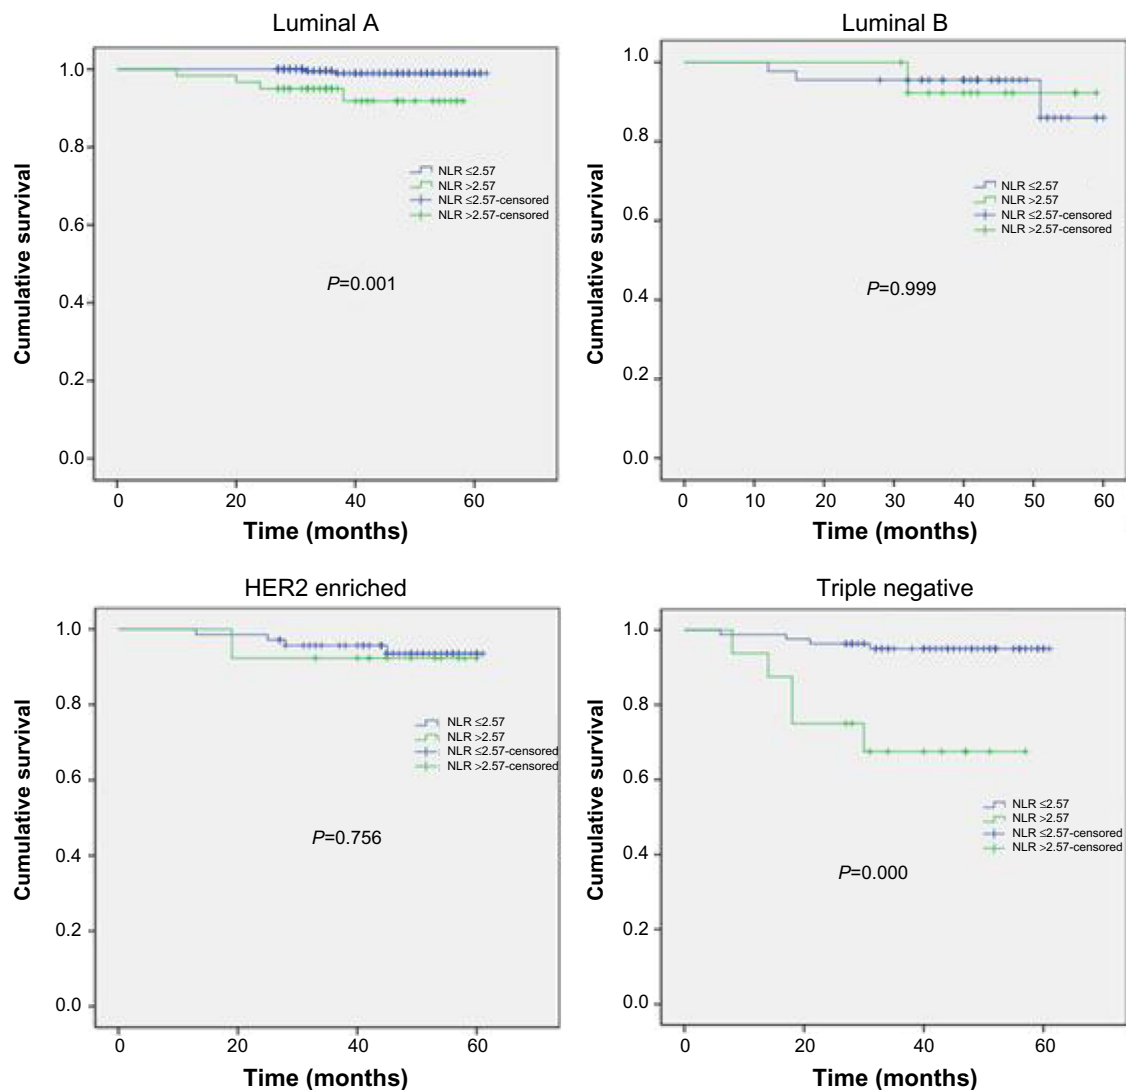 Luminal A
Cumulative survival
1.0
0.8
0.6
0.4
0.2
0.0
NLR ≤2.57
NLR >2.57
NLR ≤2.57-censored
NLR >2.57-censored
P=0.001
0 20 40 60
Time (months)
Luminal B
Cumulative survival
1.0
0.8
0.6
0.4
0.2
0.0
NLR ≤2.57
NLR >2.57
NLR ≤2.57-censored
NLR >2.57-censored
P=0.999
0 10 20 30 40 50 60
Time (months)
HER2 enriched
Cumulative survival
1.0
0.8
0.6
0.4
0.2
0.0
NLR ≤2.57
NLR >2.57
NLR ≤2.57-censored
NLR >2.57-censored
P=0.756
0 20 40 60
Time (months)
Triple negative
Cumulative survival
1.0
0.8
0.6
0.4
0.2
0.0
NLR ≤2.57
NLR >2.57
NLR ≤2.57-censored
NLR >2.57-censored
P=0.000
0 20 40 60
Time (months)